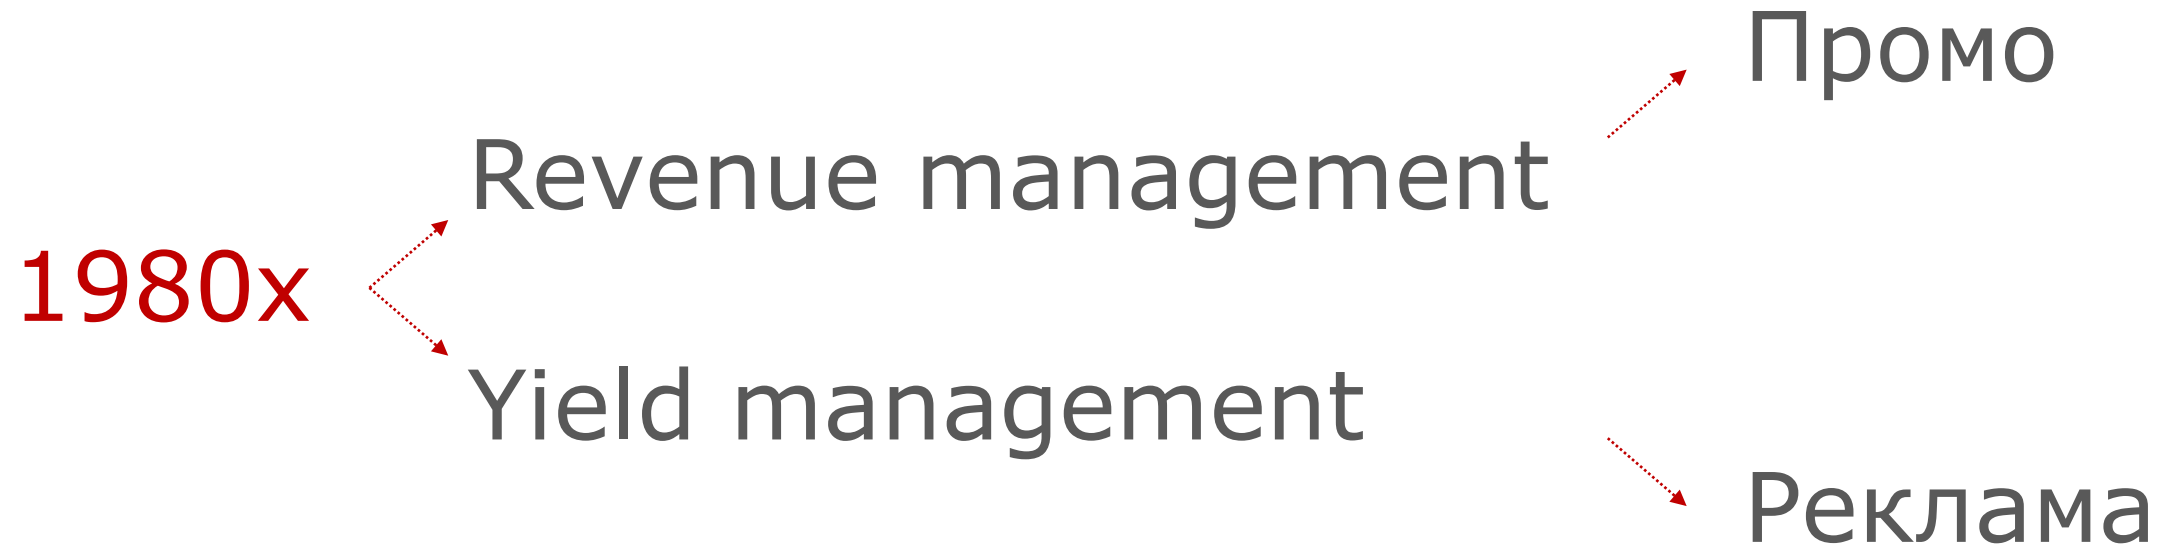 Промо
Revenue management
1980х
Yield management
Реклама